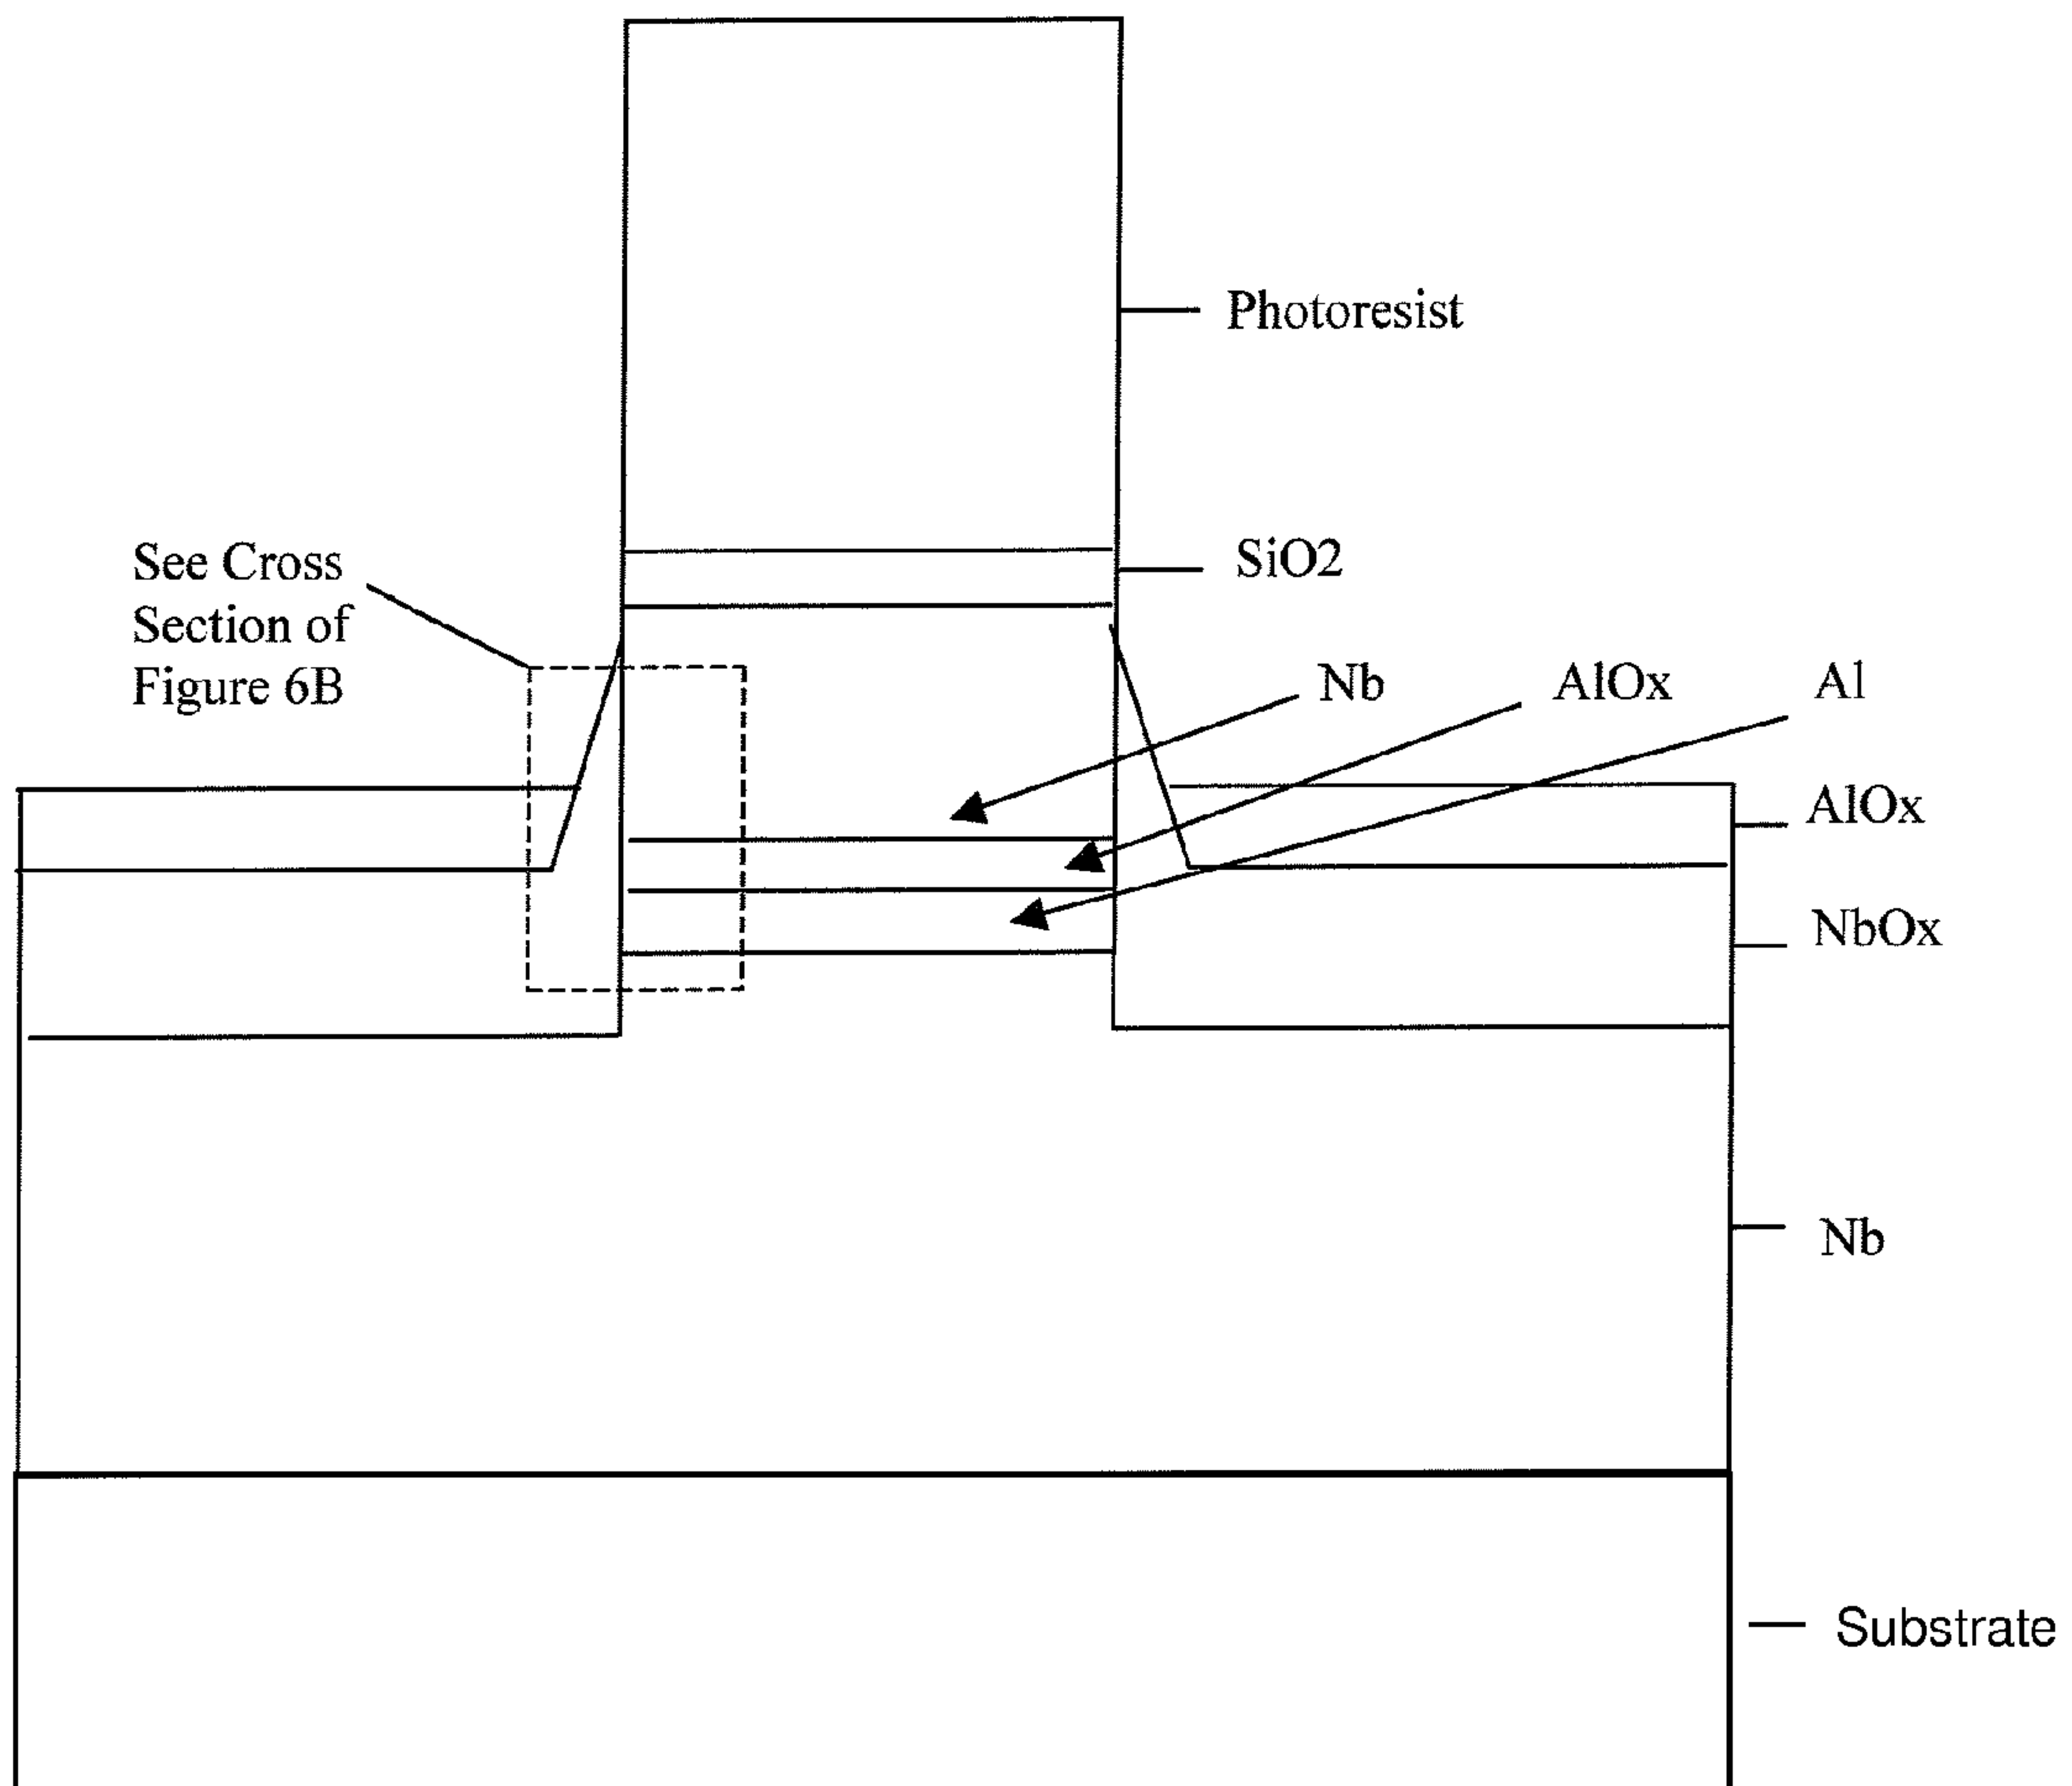 Photoresist
SiO2
See Cross
Section of
Figure 6B
Nb
AlOx
Al
AlOx
NbOx
Nb
Substrate